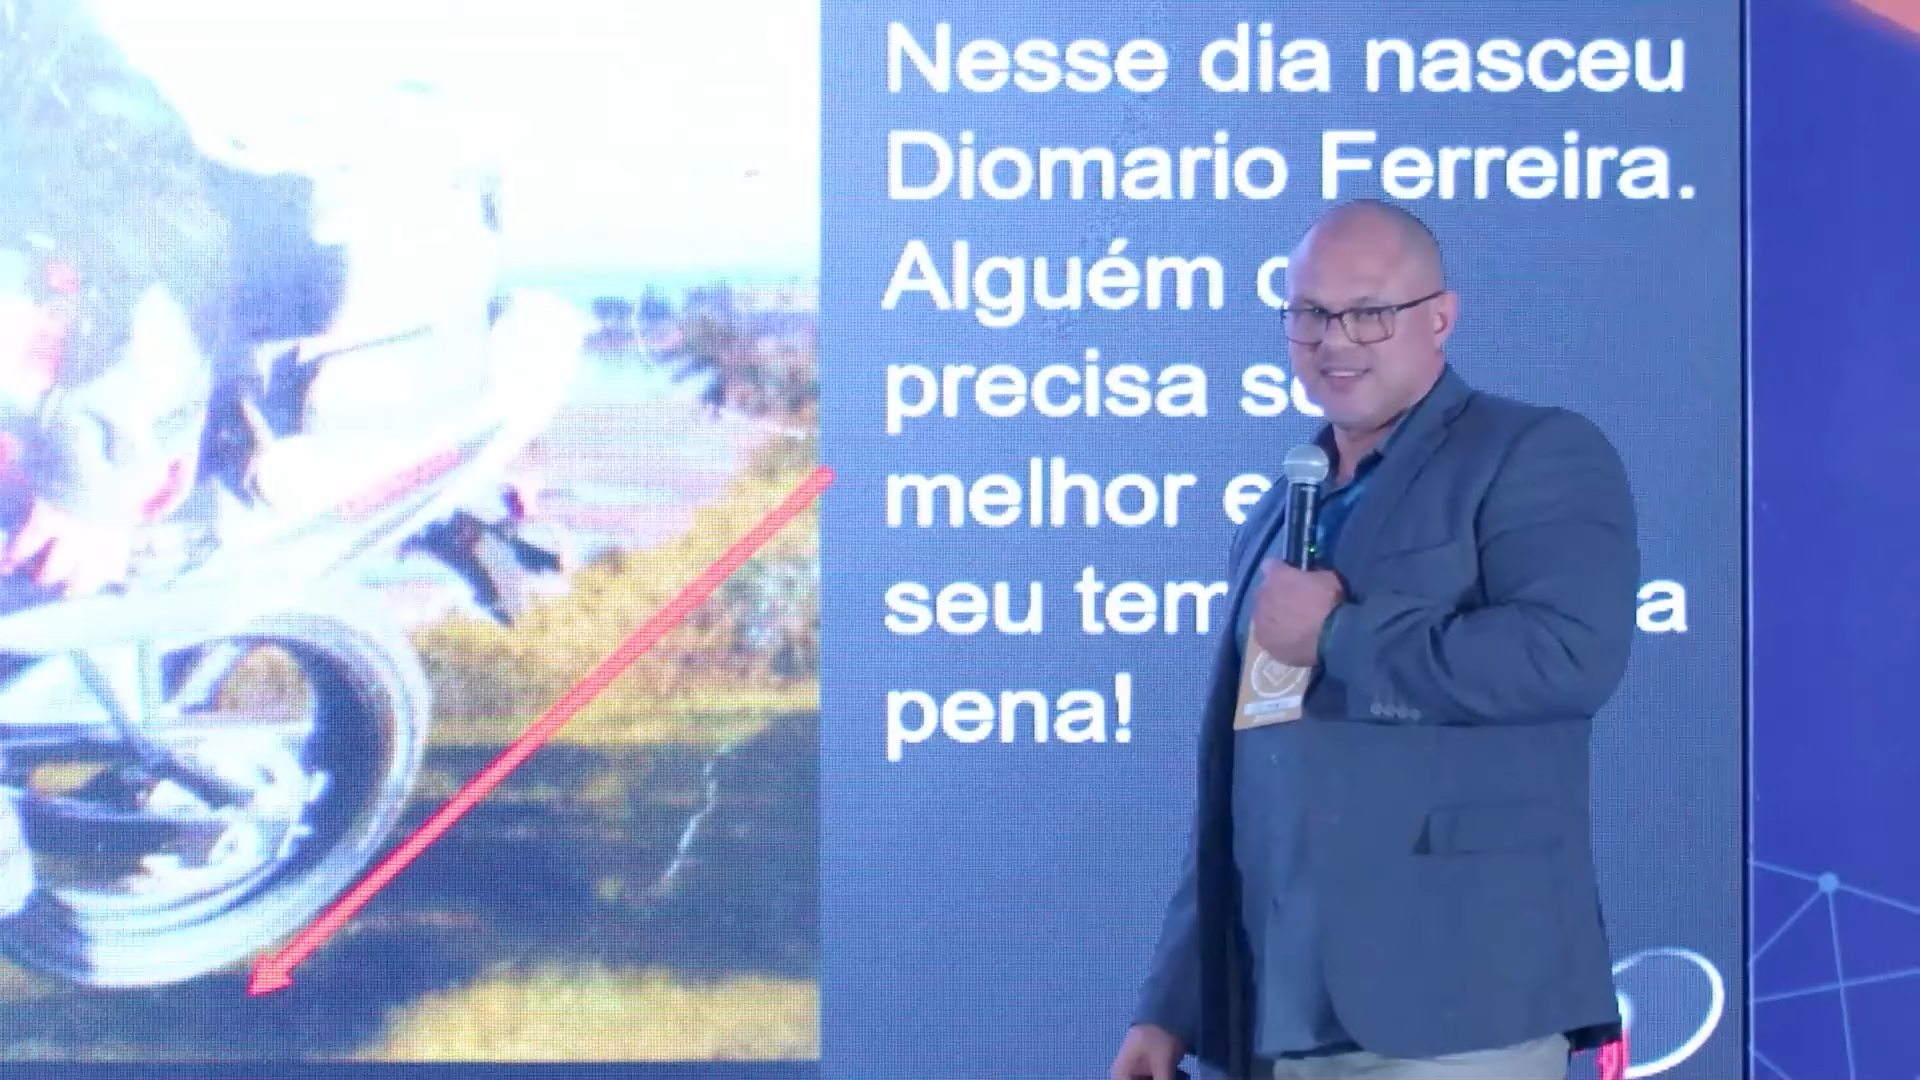 Nesse dia nasceu
Diomario Ferreira.
Alguém
precisa
melhor
seu
a
pena!